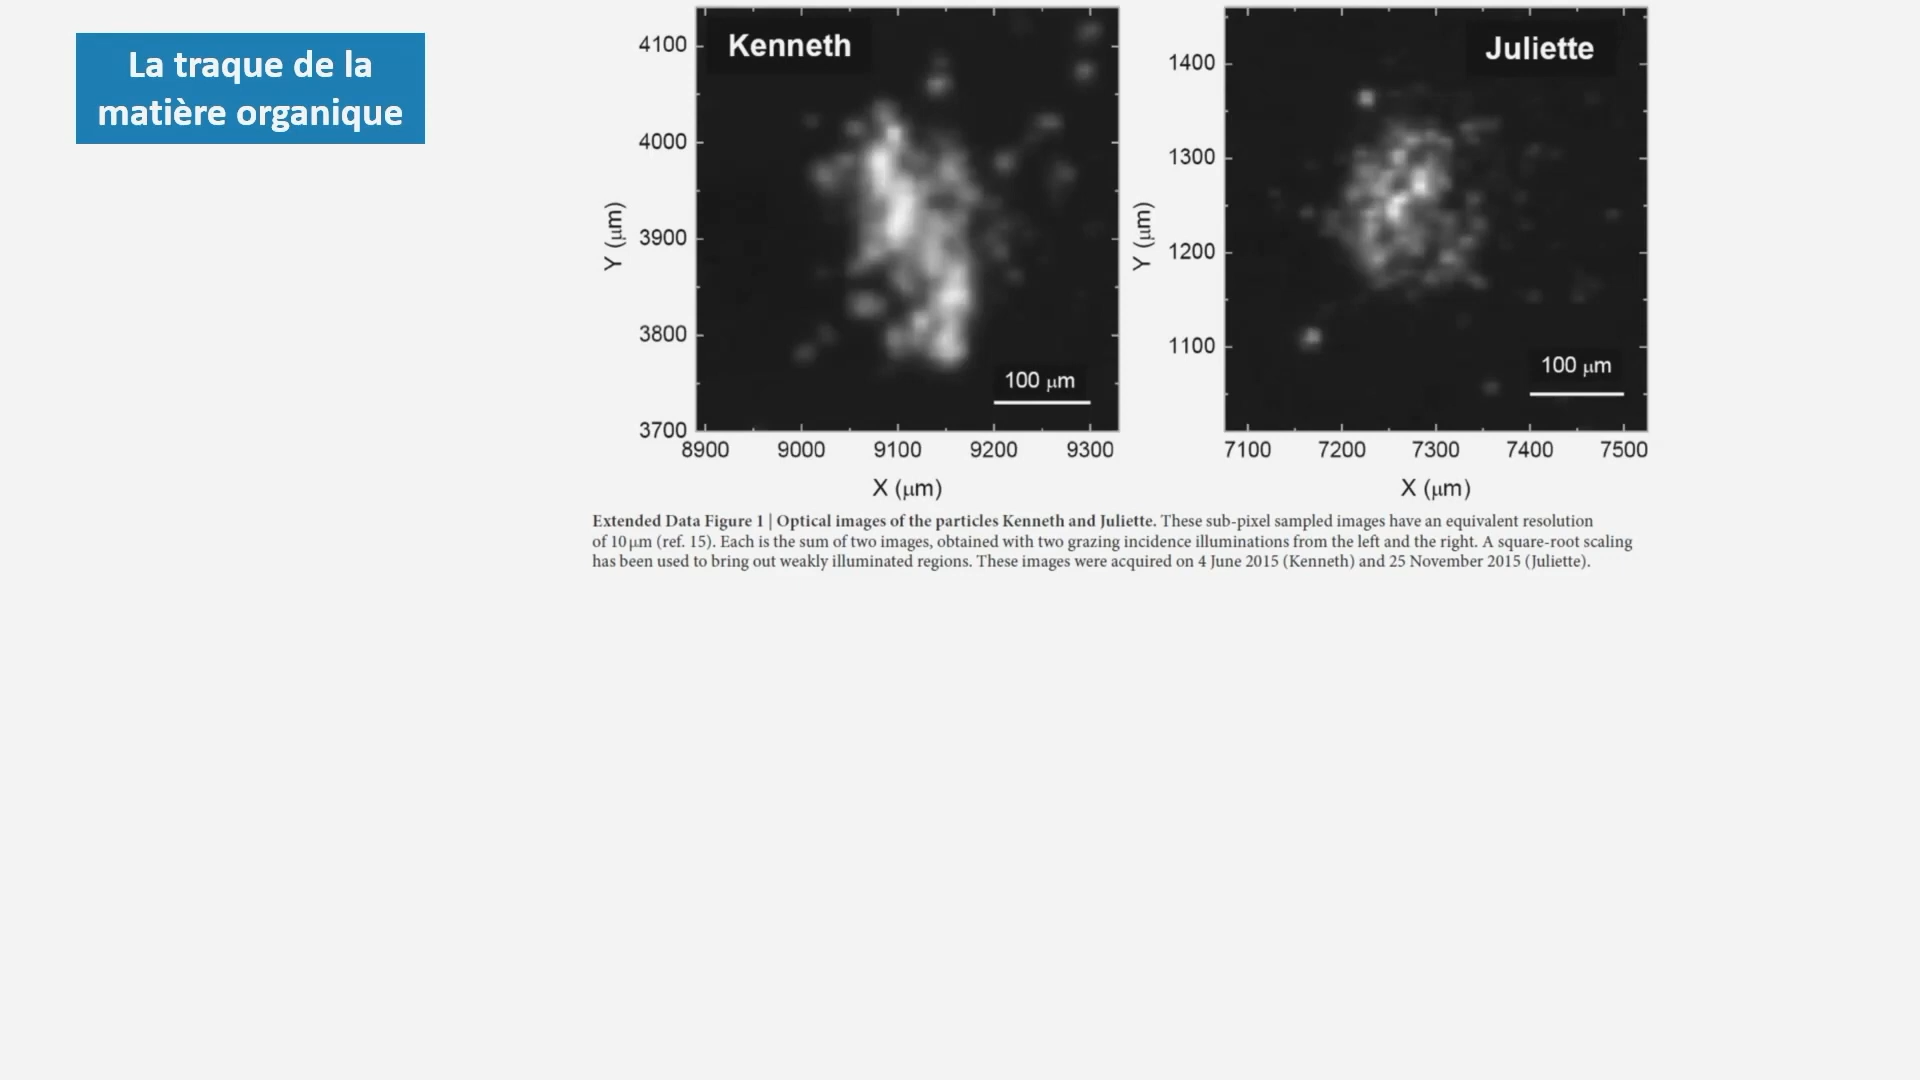 La traque de la
matière organique
Kenneth
4100
4000
3900
3800
3700
Y (μm)
100 μm
8900 9000 9100 9200 9300
X (μm)
Juliette
1400
1300
1200
1100
Y (μm)
100 μm
7100 7200 7300 7400 7500
X (μm)
Extended Data Figure 1 | Optical images of the particles Kenneth and Juliette. These sub-pixel sampled images have an equivalent resolution
of 10 μm (ref. 15). Each is the sum of two images, obtained with two grazing incidence illuminations from the left and the right. A square-root scaling
has been used to bring out weakly illuminated regions. These images were acquired on 4 June 2015 (Kenneth) and 25 November 2015 (Juliette).